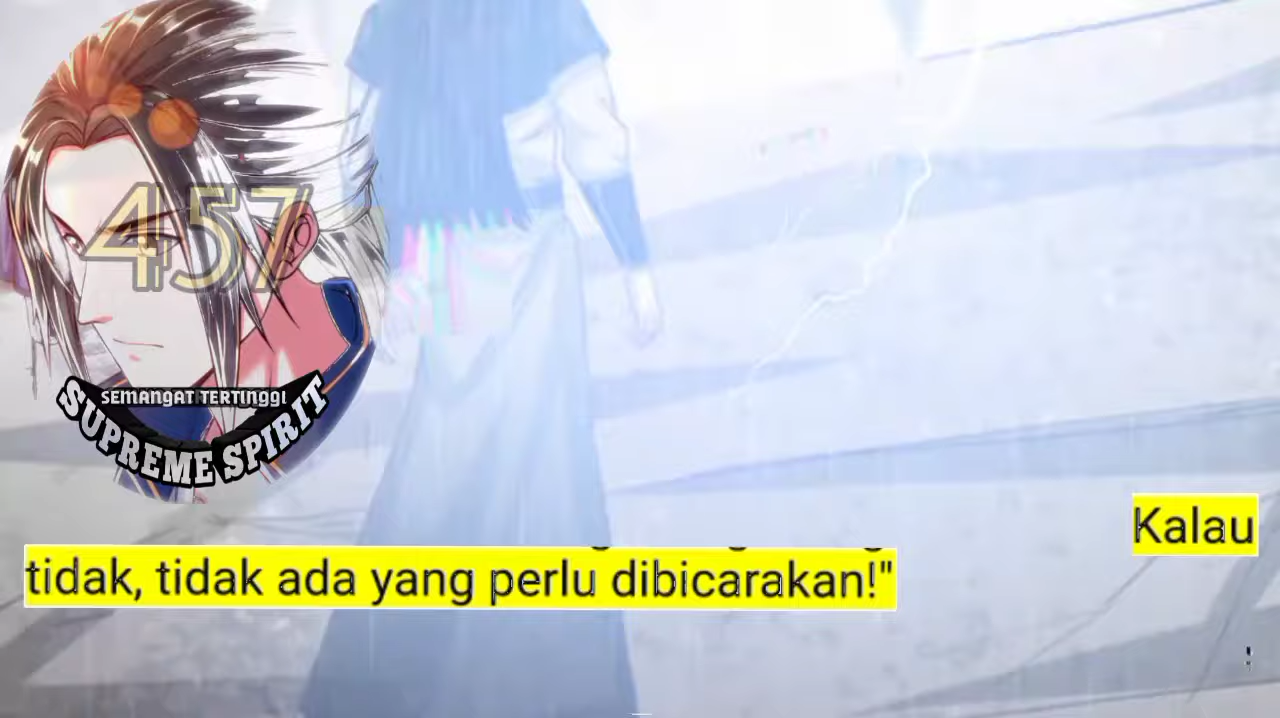 457
SEMANGAT TERTINGGI
SUPREME SPIRIT
Kalau
tidak, tidak ada yang perlu dibicarakan!"